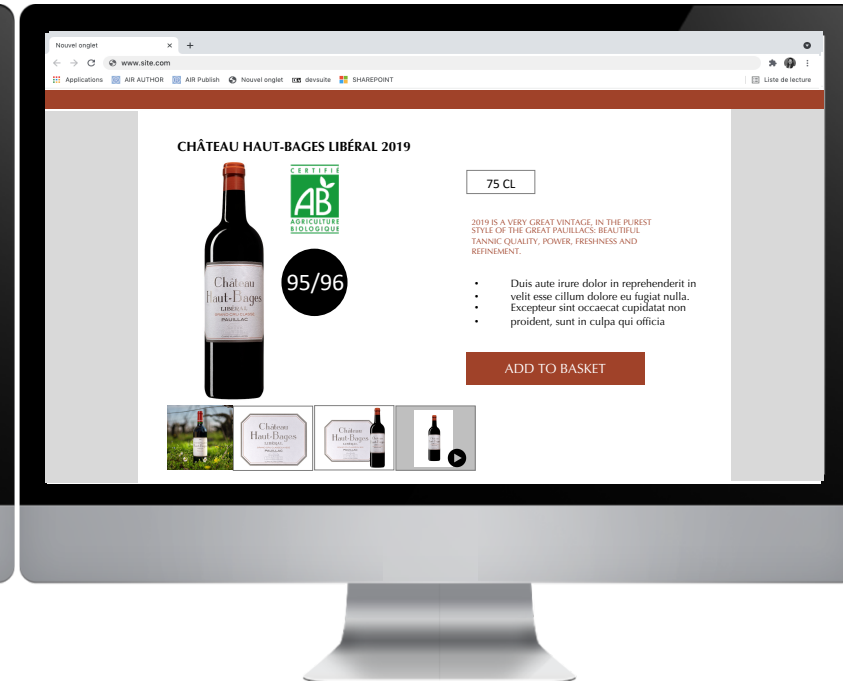 Nouvel onglet
www.site.com
Applications AIR AUTHOR AIR Publish Nouvel onglet devsuite SHAREPOINT Liste de lecture
CHÂTEAU HAUT-BAGES LIBÉRAL 2019
CERTIFIÉ
AB
AGRICULTURE
BIOLOGIQUE
95/96
Château
Haut-Bages
LIBÉRAL
PAUILLAC
75 CL
2019 IS A VERY GREAT VINTAGE, IN THE PUREST
STYLE OF THE GREAT PAUILLACS: BEAUTIFUL
TANNIC QUALITY, POWER, FRESHNESS AND
REFINEMENT.
• Duis aute irure dolor in reprehenderit in
• velit esse cillum dolore eu fugiat nulla.
• Excepteur sint occaecat cupidatat non
• proident, sunt in culpa qui officia
ADD TO BASKET
Château
Haut-Bages
LIBÉRAL
PAUILLAC
Château
Haut-Bages
LIBÉRAL
PAUILLAC